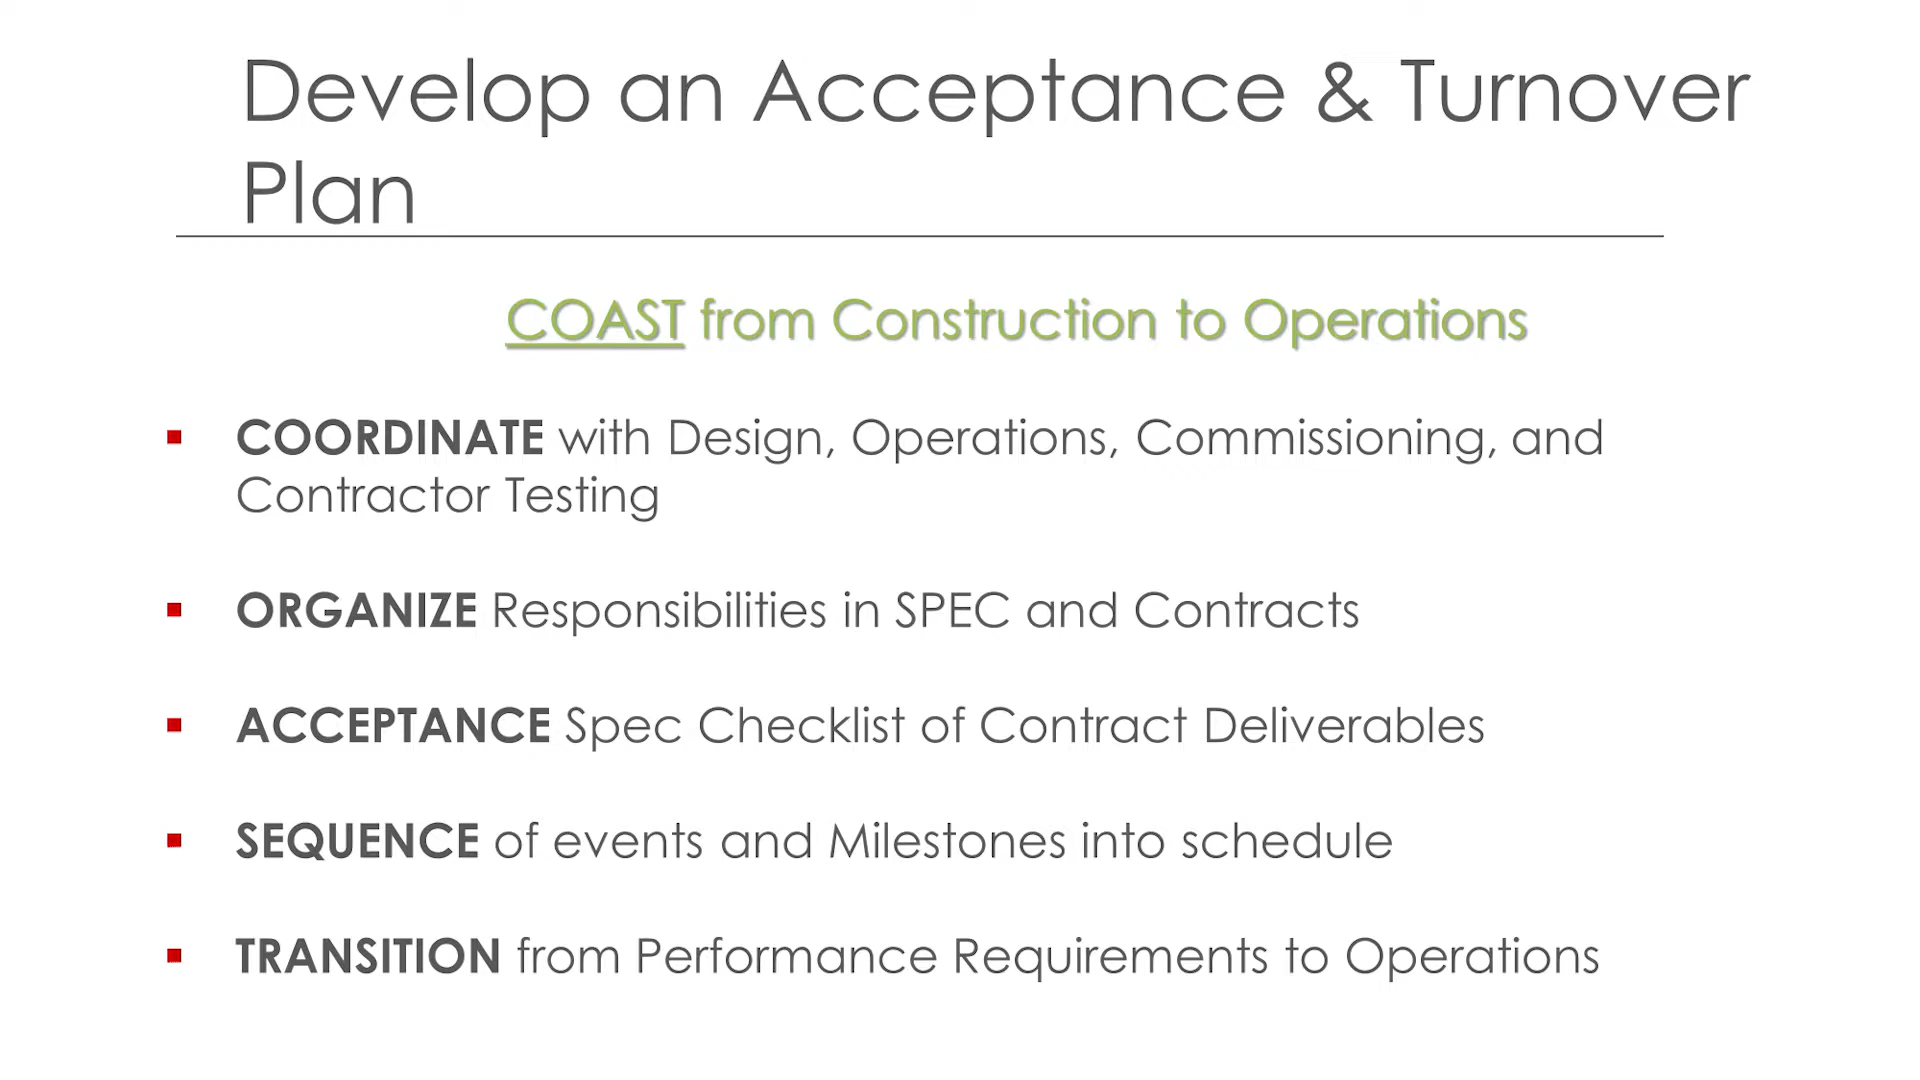 Develop an Acceptance & Turnover
Plan
COAST from Construction to Operations
▪ COORDINATE with Design, Operations, Commissioning, and
Contractor Testing
▪ ORGANIZE Responsibilities in SPEC and Contracts
▪ ACCEPTANCE Spec Checklist of Contract Deliverables
▪ SEQUENCE of events and Milestones into schedule
▪ TRANSITION from Performance Requirements to Operations